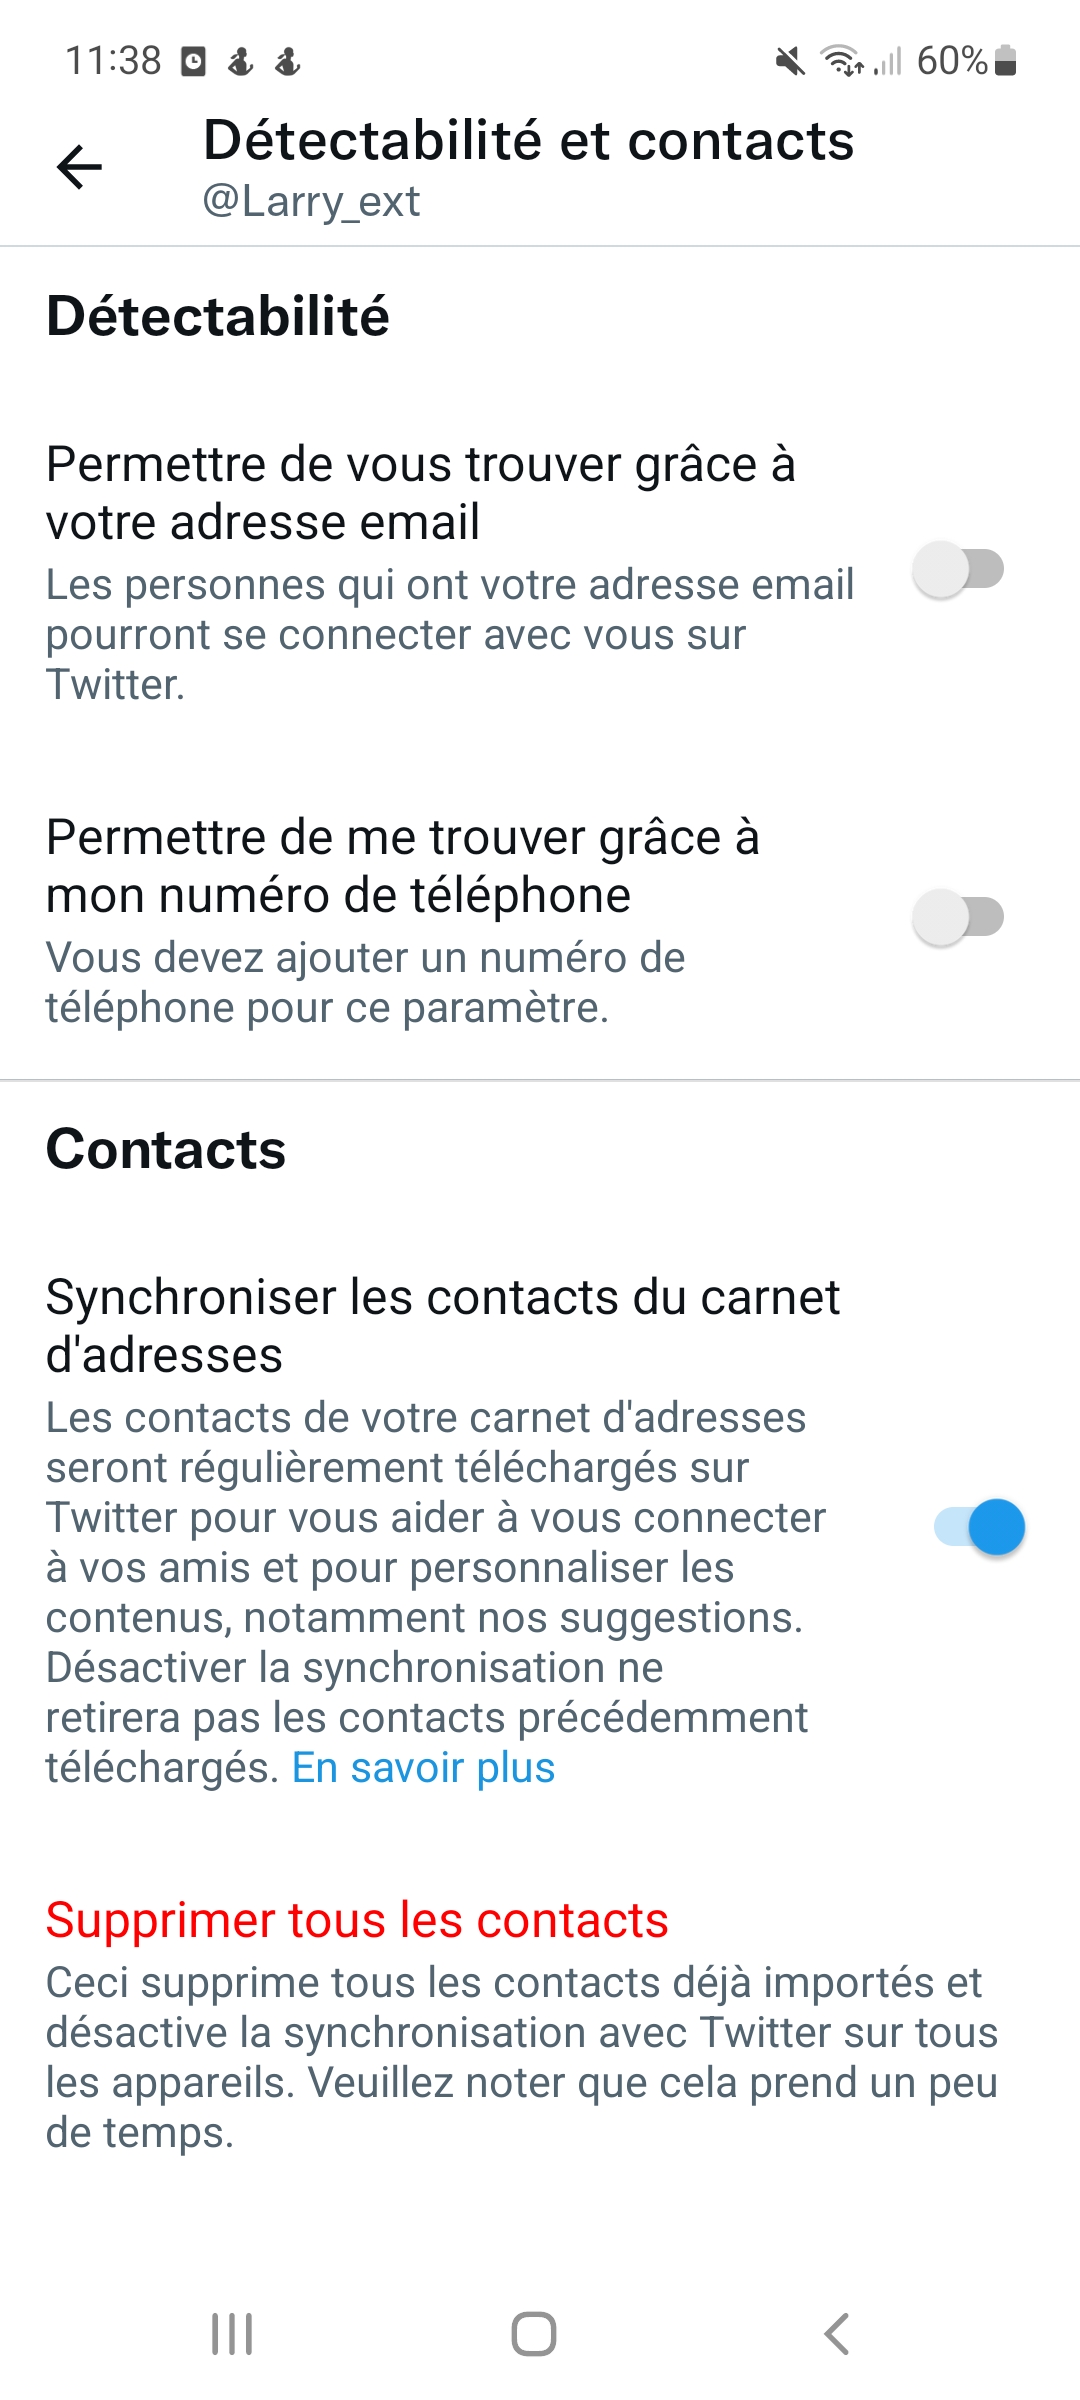 11:38
60%
Détectabilité et contacts
@Larry_ext
Détectabilité
Permettre de vous trouver grâce à
votre adresse email
Les personnes qui ont votre adresse email
pourront se connecter avec vous sur
Twitter.
Permettre de me trouver grâce à
mon numéro de téléphone
Vous devez ajouter un numéro de
téléphone pour ce paramètre.
Contacts
Synchroniser les contacts du carnet
d'adresses
Les contacts de votre carnet d'adresses
seront régulièrement téléchargés sur
Twitter pour vous aider à vous connecter
à vos amis et pour personnaliser les
contenus, notamment nos suggestions.
Désactiver la synchronisation ne
retirera pas les contacts précédemment
téléchargés. En savoir plus
Supprimer tous les contacts
Ceci supprime tous les contacts déjà importés et
désactive la synchronisation avec Twitter sur tous
les appareils. Veuillez noter que cela prend un peu
de temps.